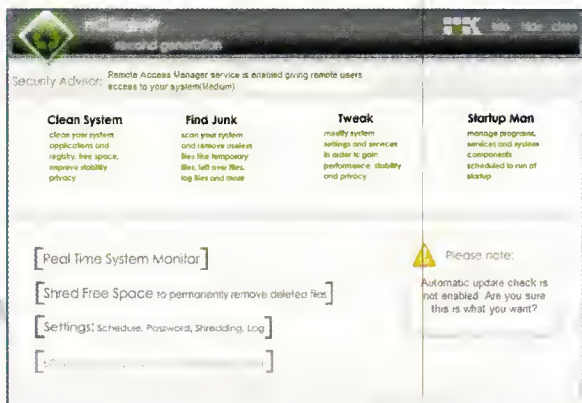 second generation
info hide close
Security Advisor: Remote Access Manager service is enabled giving remote users
access to your system(Medium)
Clean System
clean your system
applications and
registry, free space,
improve stability
privacy
Find Junk
scan your system
and remove useless
files like temporary
files, left over files,
log files and more
Tweak
modify system
settings and services
in order to gain
performance, stability
and privacy
Startup Man
manage programs,
services and system
components
scheduled to run at
startup
[Real Time System Monitor]
[Shred Free Space to permanently remove deleted files]
[Settings: Schedule, Password, Shredding, Log]
Please note:
Automatic update check is
not enabled. Are you sure
this is what you want?